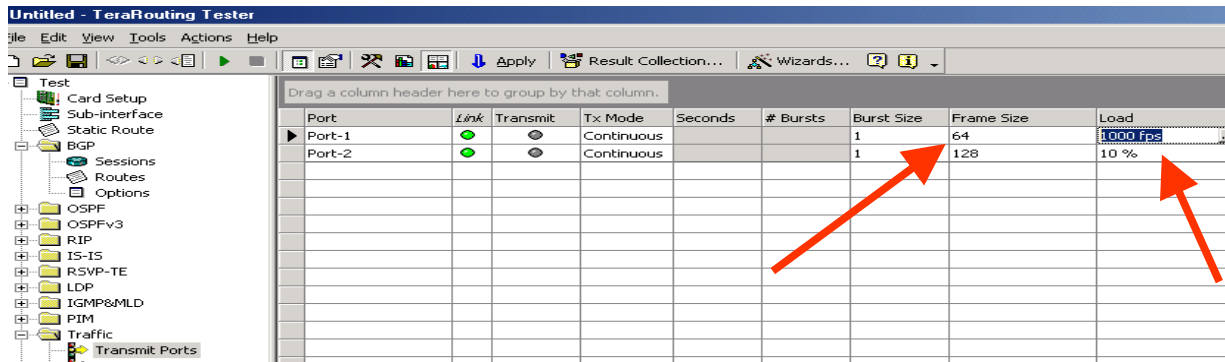 Untitled - TeraRouting Tester
File Edit View Tools Actions Help
Apply Result Collection... Wizards...
Test
Card Setup
Sub-interface
Static Route
BGP
Sessions
Routes
Options
OSPF
OSPFv3
RIP
IS-IS
RSVP-TE
LDP
IGMP&MLD
PIM
Traffic
Transmit Ports
Drag a column header here to group by that column.
Port Link Transmit Tx Mode Seconds # Bursts Burst Size Frame Size Load
Port-1 Continuous 1 64 1000 fps
Port-2 Continuous 1 128 10 %